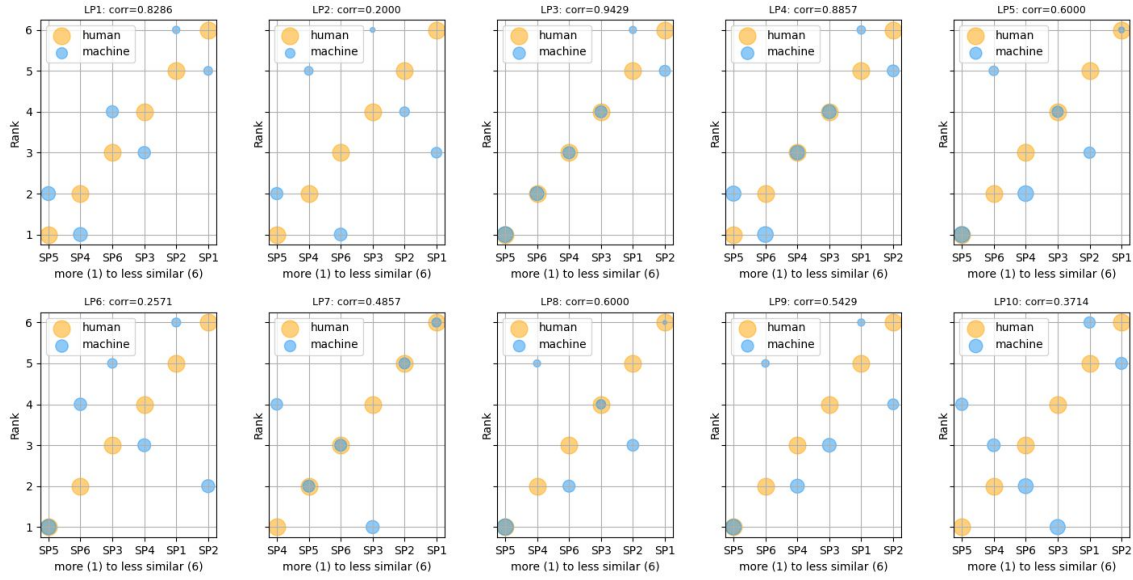 LP1: corr=0.8286
LP2: corr=0.2000
LP3: corr=0.9429
LP4: corr=0.8857
LP5: corr=0.6000
human
machine
human
machine
human
machine
human
machine
human
machine
6
5
4
3
2
1
Rank
Rank
Rank
Rank
Rank
SP5 SP4 SP6 SP3 SP2 SP1
SP5 SP4 SP6 SP3 SP2 SP1
SP5 SP6 SP4 SP3 SP1 SP2
SP5 SP6 SP4 SP3 SP1 SP2
SP5 SP6 SP4 SP3 SP2 SP1
more (1) to less similar (6)
more (1) to less similar (6)
more (1) to less similar (6)
more (1) to less similar (6)
more (1) to less similar (6)
LP6: corr=0.2571
LP7: corr=0.4857
LP8: corr=0.6000
LP9: corr=0.5429
LP10: corr=0.3714
human
machine
human
machine
human
machine
human
machine
human
machine
6
5
4
3
2
1
Rank
Rank
Rank
Rank
Rank
SP5 SP6 SP3 SP4 SP1 SP2
SP4 SP5 SP6 SP3 SP2 SP1
SP5 SP4 SP6 SP3 SP2 SP1
SP5 SP6 SP4 SP3 SP1 SP2
SP5 SP4 SP6 SP3 SP1 SP2
more (1) to less similar (6)
more (1) to less similar (6)
more (1) to less similar (6)
more (1) to less similar (6)
more (1) to less similar (6)